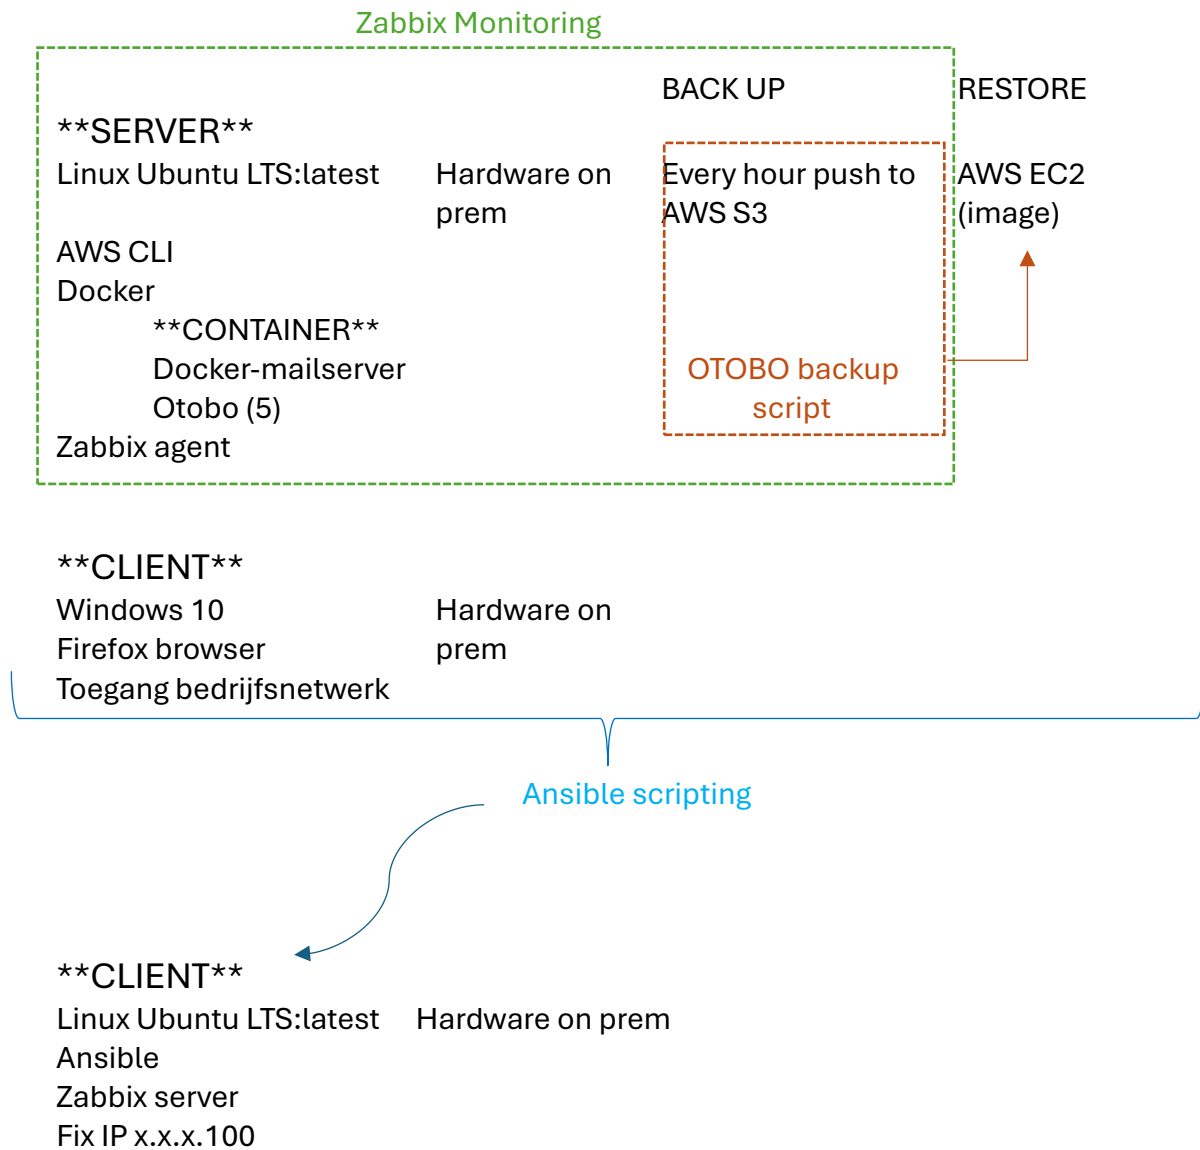 Zabbix Monitoring
BACK UP
RESTORE
**SERVER**
Linux Ubuntu LTS:latest
Hardware on
prem
Every hour push to
AWS S3
AWS EC2
(image)
AWS CLI
Docker
**CONTAINER**
Docker-mailserver
Otobo (5)
OTOBO backup
script
Zabbix agent
**CLIENT**
Windows 10
Firefox browser
Toegang bedrijfsnetwerk
Hardware on
prem
Ansible scripting
**CLIENT**
Linux Ubuntu LTS:latest
Hardware on prem
Ansible
Zabbix server
Fix IP x.x.x.100